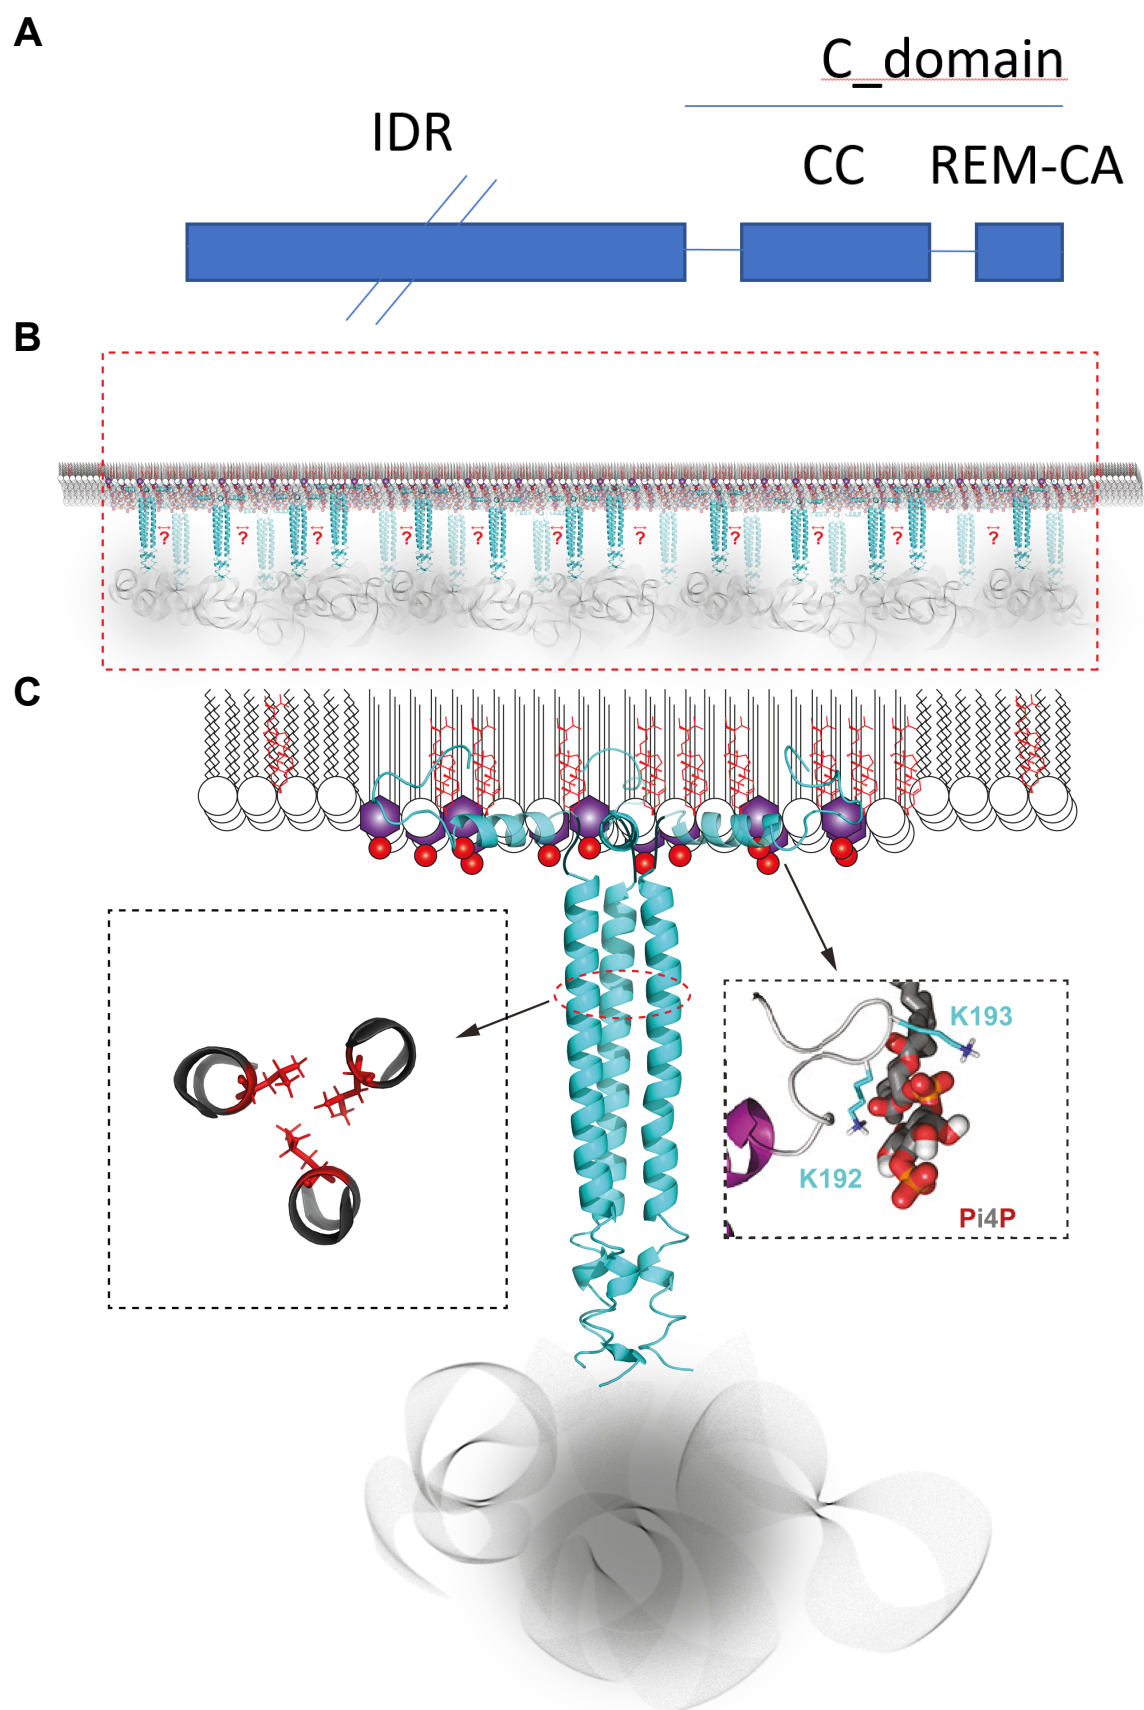 A
C_domain
IDR
CC REM-CA
B
? ? ? ? ? ? ? ? ? ? ?
C
K193
K192
Pi4P